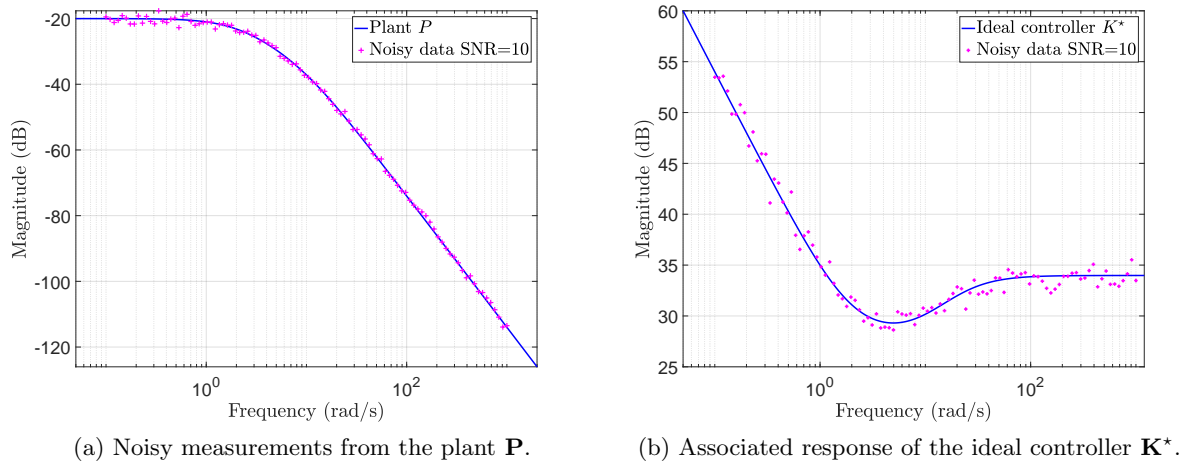 -20
-40
-60
-80
-100
-120
Magnitude (dB)
10^0
10^2
Frequency (rad/s)
Plant P
Noisy data SNR=10
(a) Noisy measurements from the plant P.
60
55
50
45
40
35
30
25
Magnitude (dB)
10^0
10^2
Frequency (rad/s)
Ideal controller K⋆
Noisy data SNR=10
(b) Associated response of the ideal controller K⋆.